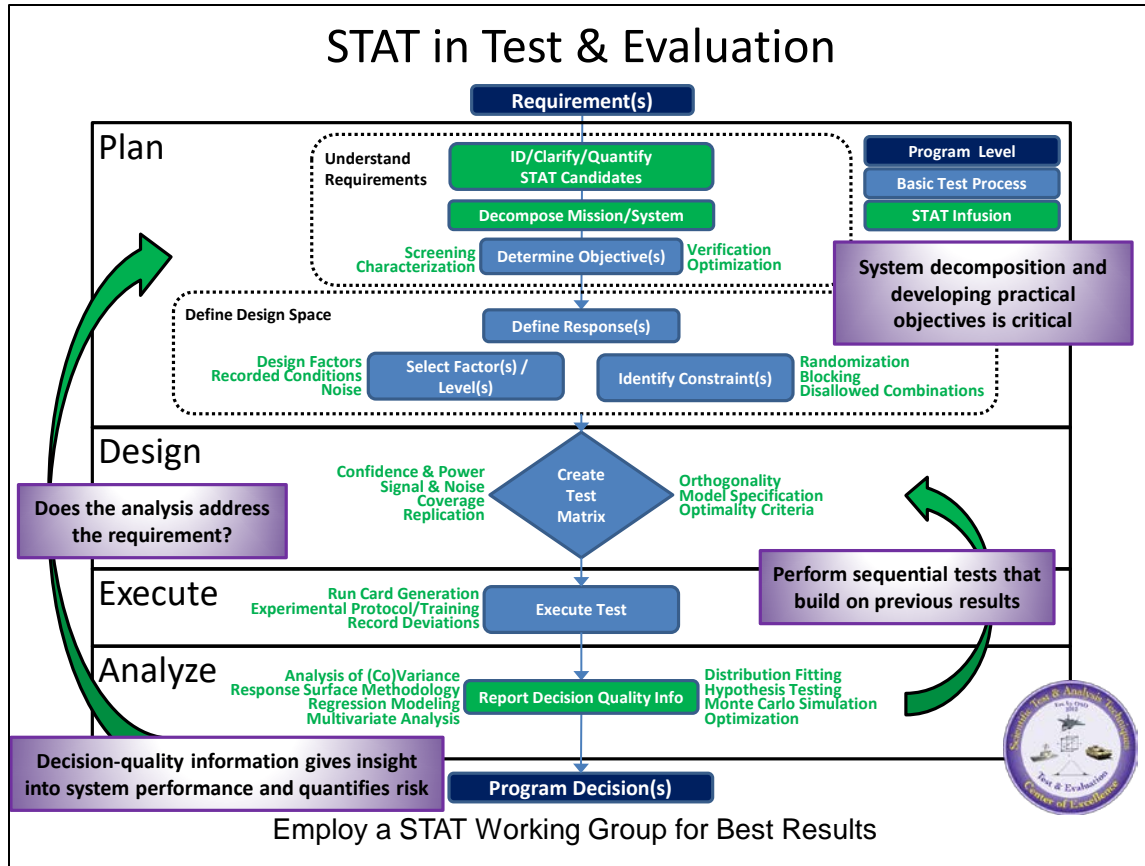 STAT in Test & Evaluation
Requirement(s)
Plan
Understand
Requirements
ID/Clarify/Quantify
STAT Candidates
Program Level
Basic Test Process
STAT Infusion
Decompose Mission/System
Screening
Characterization
Determine Objective(s)
Verification
Optimization
System decomposition and
developing practical
objectives is critical
Define Design Space
Define Response(s)
Design Factors
Recorded Conditions
Noise
Select Factor(s) /
Level(s)
Identify Constraint(s)
Randomization
Blocking
Disallowed Combinations
Design
Confidence & Power
Signal & Noise
Coverage
Replication
Create
Test
Matrix
Orthogonality
Model Specification
Optimality Criteria
Does the analysis address
the requirement?
Perform sequential tests that
build on previous results
Execute
Run Card Generation
Experimental Protocol/Training
Record Deviations
Execute Test
Analyze
Analysis of (Co)Variance
Response Surface Methodology
Regression Modeling
Multivariate Analysis
Report Decision Quality Info
Distribution Fitting
Hypothesis Testing
Monte Carlo Simulation
Optimization
Scientific Test & Analysis Techniques
2012
Test & Evaluation
Center of Excellence
Decision-quality information gives insight
into system performance and quantifies risk
Program Decision(s)
Employ a STAT Working Group for Best Results